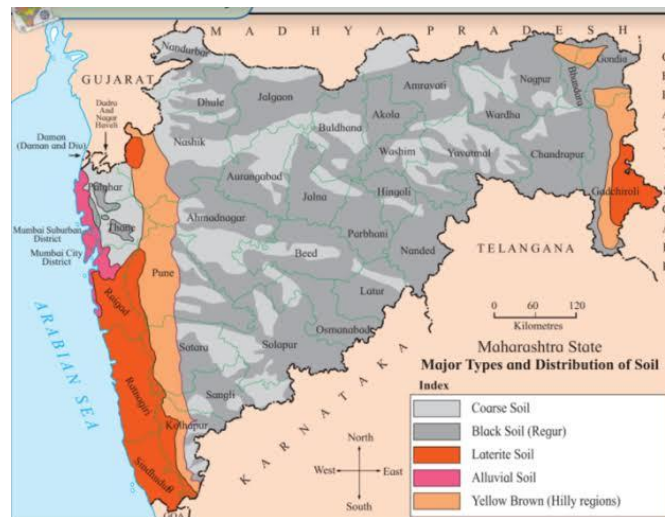 M A D H Y A P R A D E S H
Nandurbar
Gondia
GUJARAT
Bhandara
Nagpur
Amravati
Dhule
Jalgaon
Akola
Wardha
Dadra
And
Nagar
Haveli
Buldhana
Nashik
Washim
Yavatmal
Chandrapur
Daman
(Daman and Diu)
Aurangabad
Jalna
Hingoli
Gadchiroli
Palghar
Ahmadnagar
Parbhani
Thane
Mumbai Suburban
District
Nanded
TELANGANA
Mumbai City
District
Beed
Pune
Latur
Raigad
0
120
Kilometres
Osmanabad
ARABIAN SEA
Satara
Solapur
Maharashtra State
Major Types and Distribution of Soil
Ratnagiri
Sangli
Index
Coarse Soil
Kolhapur
Black Soil (Regur)
KARNATAKA
North
Laterite Soil
West
East
Alluvial Soil
Sindhudurg
South
Yellow Brown (Hilly regions)
GOA